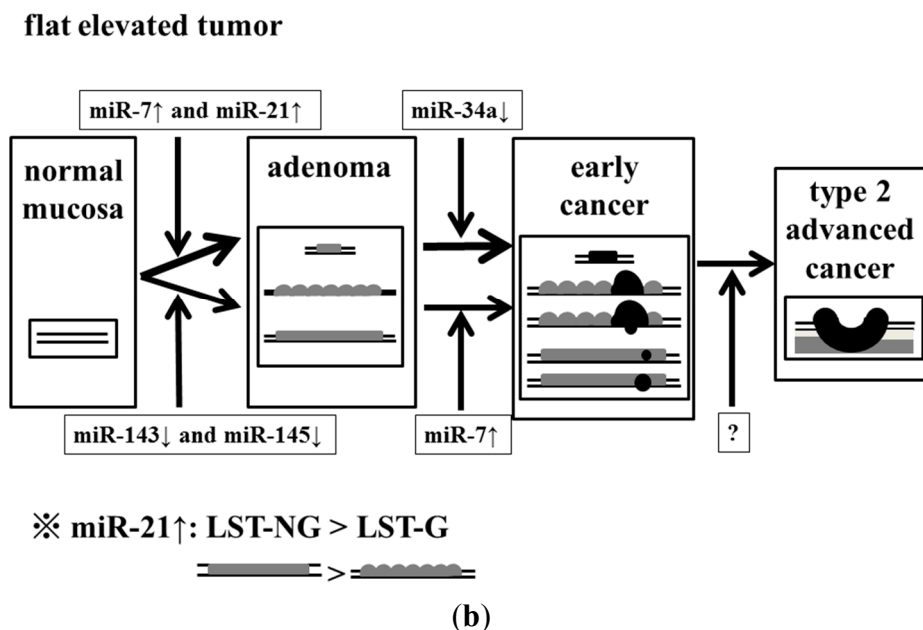 flat elevated tumor
miR-7↑ and miR-21↑
miR-34a↓
normal
mucosa
adenoma
early
cancer
type 2
advanced
cancer
miR-143↓ and miR-145↓
miR-7↑
?
※ miR-21↑: LST-NG > LST-G
>
(b)